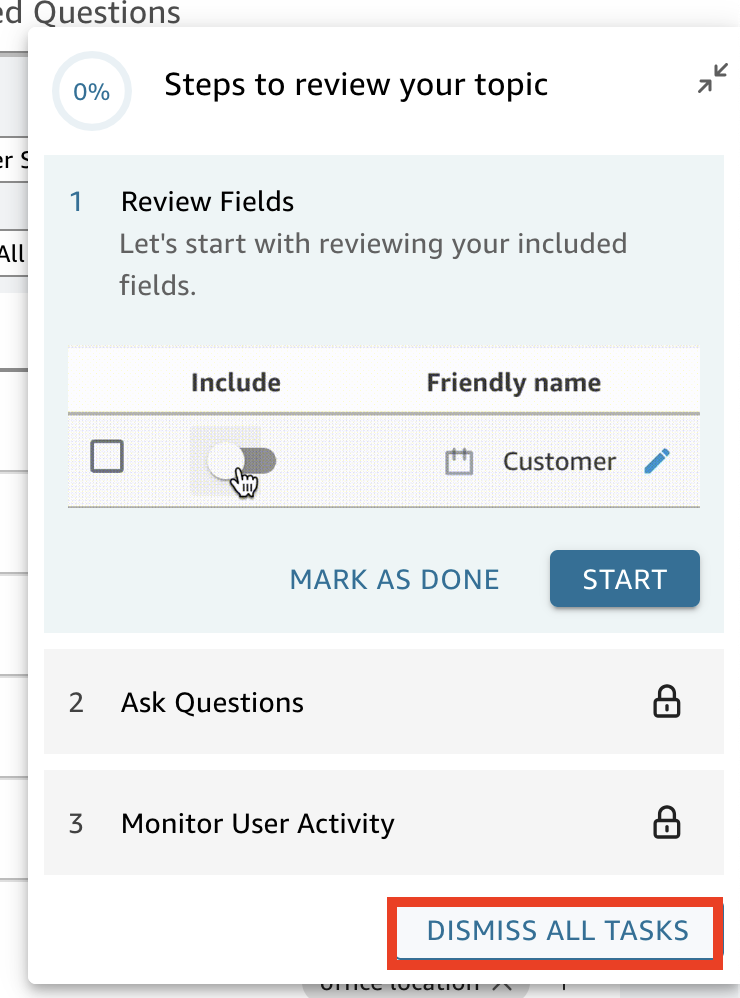 ed Questions
0%
Steps to review your topic
er S
1 Review Fields
Let's start with reviewing your included
fields.
All
Include Friendly name
Customer
MARK AS DONE START
2 Ask Questions
3 Monitor User Activity
DISMISS ALL TASKS
office location